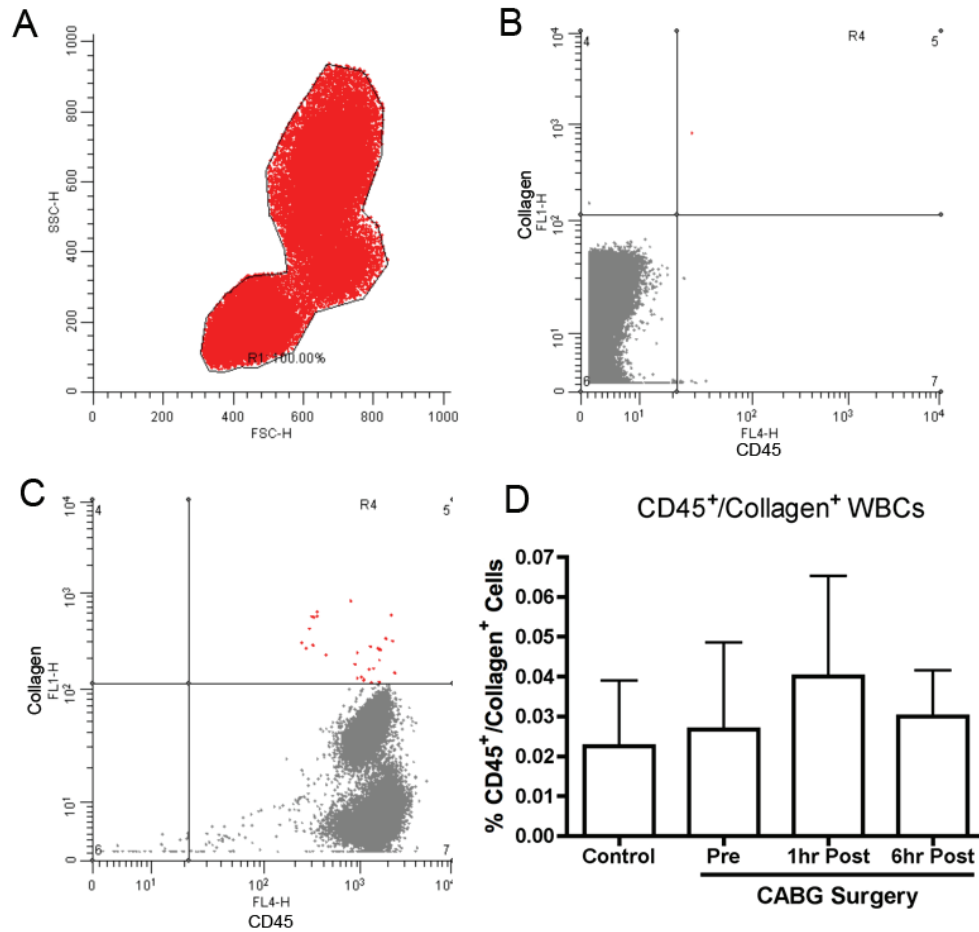 A
1000
800
600
400
200
0
SSC-H
R1 100.00%
0 200 400 600 800 1000
FSC-H
B
10⁴
10³
10²
10¹
0
Collagen
FL1-H
4 R4 5
6 7
0 10¹ 10² 10³ 10⁴
FL4-H
CD45
C
10⁴
10³
10²
10¹
0
Collagen
FL1-H
4 R4 5
6 7
0 10¹ 10² 10³ 10⁴
FL4-H
CD45
D
CD45⁺/Collagen⁺ WBCs
% CD45⁺/Collagen⁺ Cells
0.07
0.06
0.05
0.04
0.03
0.02
0.01
0.00
Control Pre 1hr Post 6hr Post
CABG Surgery